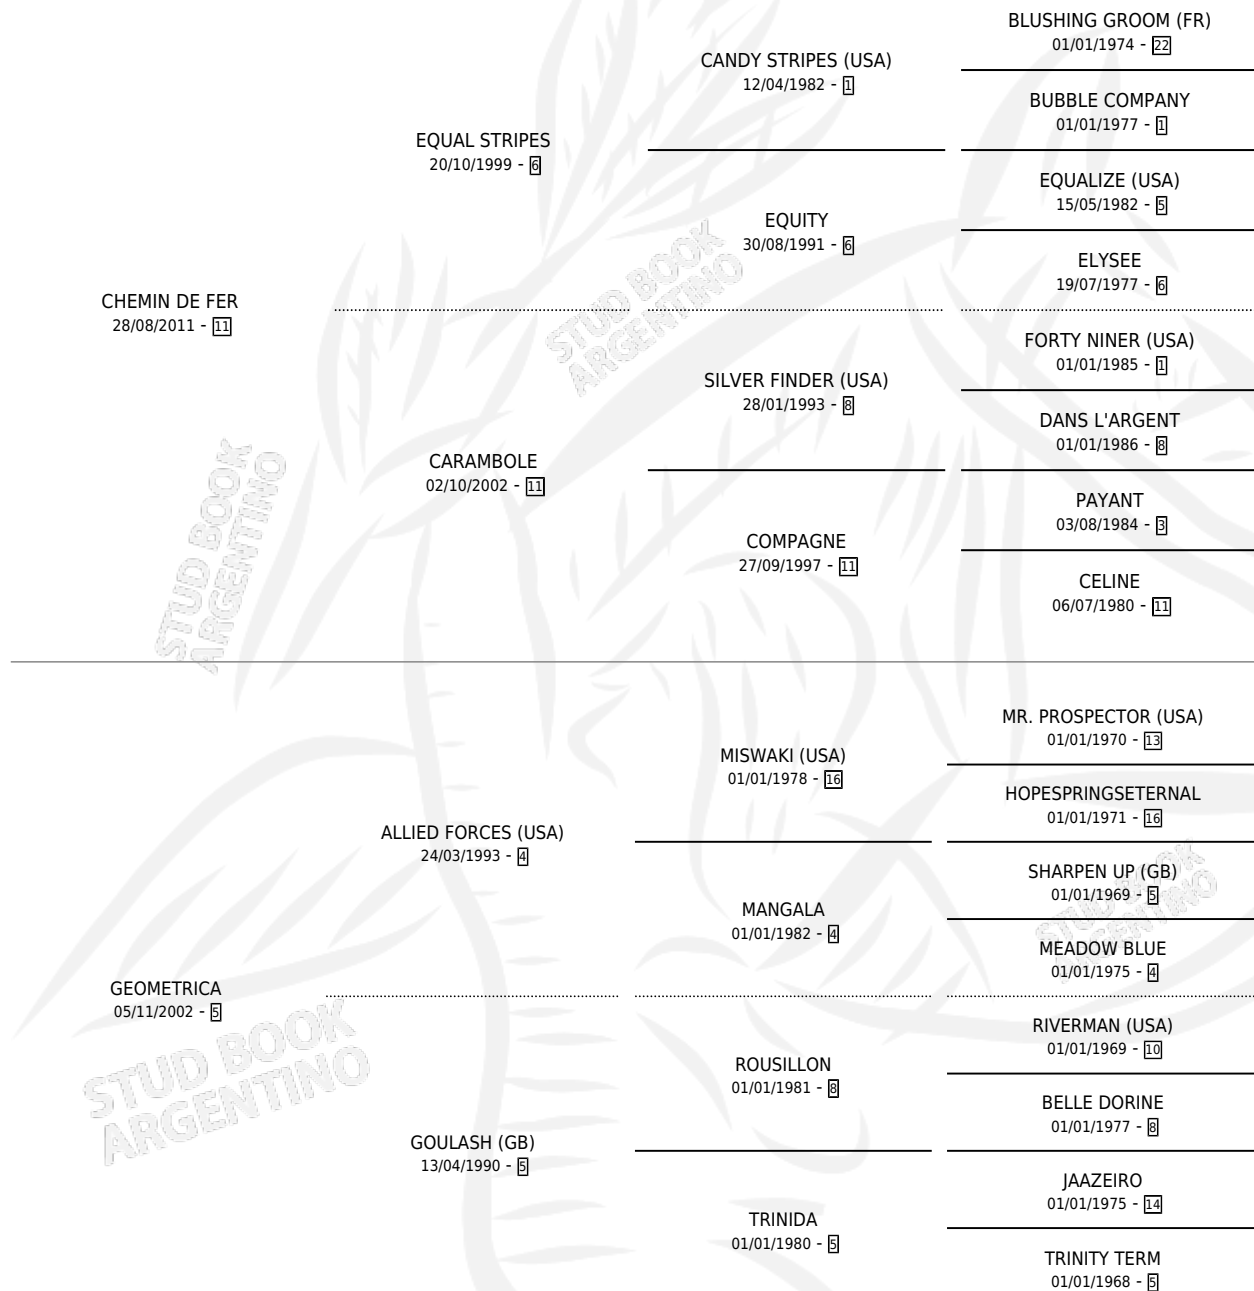 BLUSHING GROOM (FR)
01/01/1974 - 22
CANDY STRIPES (USA)
12/04/1982 - 1
BUBBLE COMPANY
01/01/1977 - 1
EQUAL STRIPES
20/10/1999 - 6
EQUALIZE (USA)
15/05/1982 - 5
EQUITY
30/08/1991 - 6
ELYSEE
19/07/1977 - 6
CHEMIN DE FER
28/08/2011 - 11
FORTY NINER (USA)
01/01/1985 - 1
SILVER FINDER (USA)
28/01/1993 - 8
DANS L'ARGENT
01/01/1986 - 8
CARAMBOLE
02/10/2002 - 11
PAYANT
03/08/1984 - 3
COMPAGNE
27/09/1997 - 11
CELINE
06/07/1980 - 11
MR. PROSPECTOR (USA)
01/01/1970 - 13
MISWAKI (USA)
01/01/1978 - 16
HOPESPRINGSETERNAL
01/01/1971 - 16
ALLIED FORCES (USA)
24/03/1993 - 4
SHARPEN UP (GB)
01/01/1969 - 5
MANGALA
01/01/1982 - 4
MEADOW BLUE
01/01/1975 - 4
GEOMETRICA
05/11/2002 - 5
RIVERMAN (USA)
01/01/1969 - 10
ROUSILLON
01/01/1981 - 8
BELLE DORINE
01/01/1977 - 8
GOULASH (GB)
13/04/1990 - 5
JAAZEIRO
01/01/1975 - 14
TRINIDA
01/01/1980 - 5
TRINITY TERM
01/01/1968 - 5
STUD BOOK
ARGENTINO
STUD BOOK
ARGENTINO
STUD BOOK
ARGENTINO
STUD BOOK
ARGENTINO